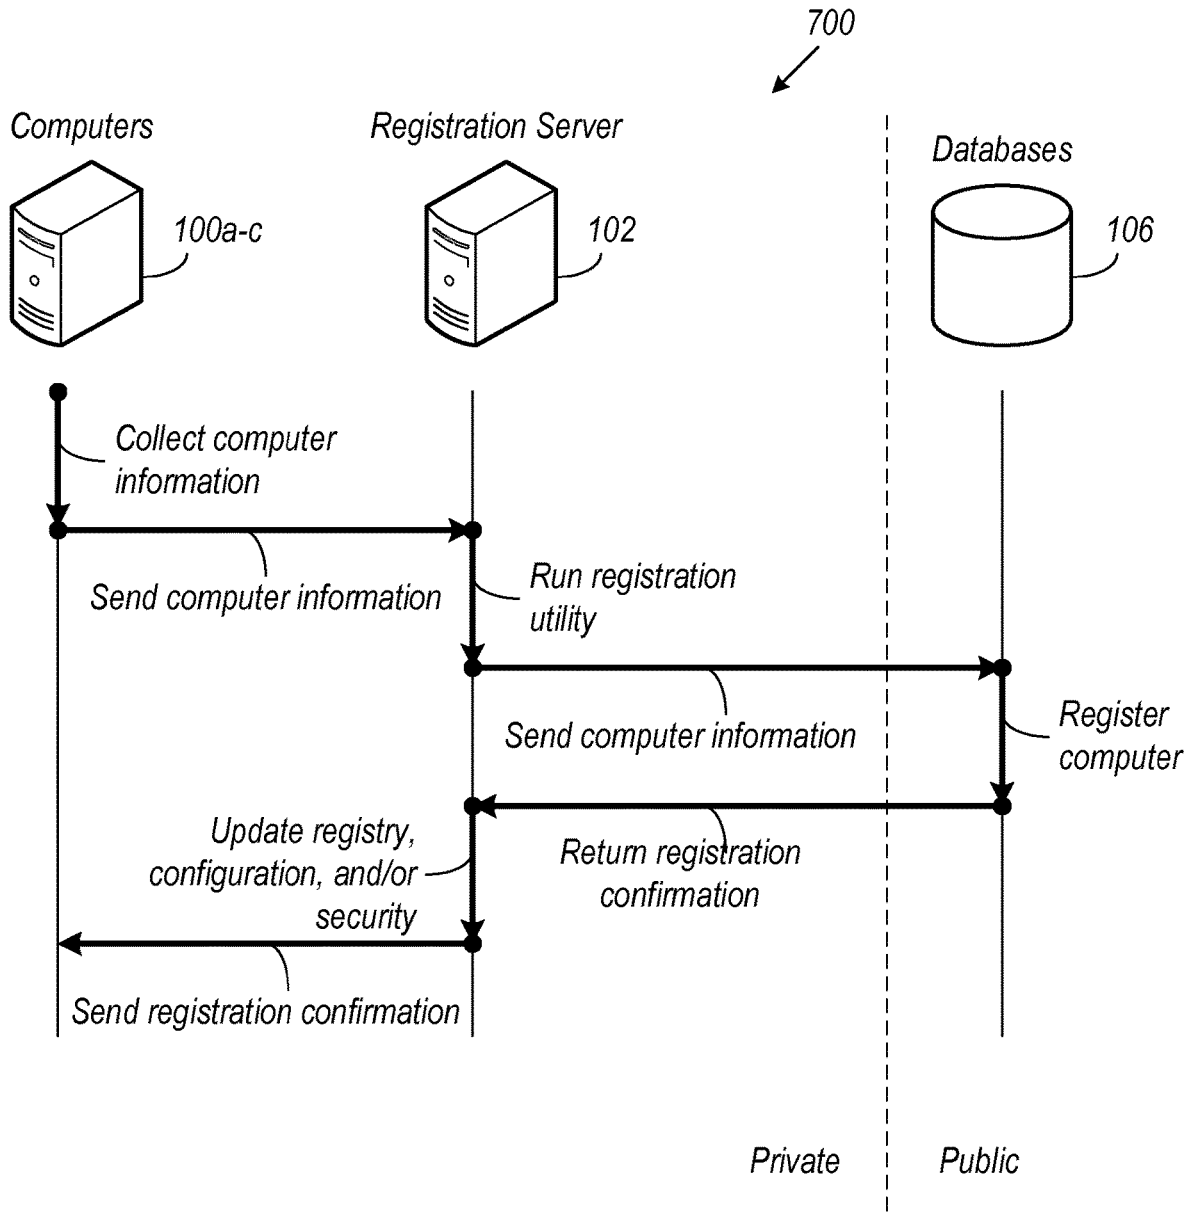 700
Computers
Registration Server
Databases
100a-c
102
106
Collect computer
information
Send computer information
Run registration
utility
Send computer information
Register
computer
Update registry,
configuration, and/or
security
Return registration
confirmation
Send registration confirmation
Private
Public